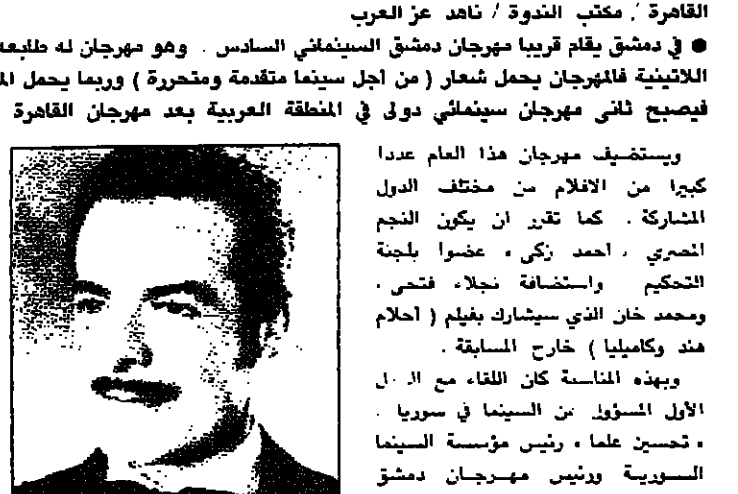 القاهرة / مكتب الندوة / ناهد عز العرب
● في دمشق يقام قريبا مهرجان دمشق السينمائي السادس . وهو مهرجان له طابعه
اللاتينية فالمهرجان يحمل شعار ( من أجل سينما متقدمة ومتحررة ) وربما يحمل
فيصبح ثاني مهرجان سينمائي دولي في المنطقة العربية بعد مهرجان القاهرة
ويستضيف مهرجان هذا العام عددا
كبيرا من الافلام من مختلف الدول
المشاركة . كما تقرر ان يكون النجم
المصري ، احمد زكي ، عضوا بلجنة
التحكيم واستضافة نجلاء فتحي .
ومحمد خان الذي سيشارك بفيلم ( أحلام
هند وكاميليا ) خارج المسابقة .
وبهذه المناسبة كان اللقاء مع
الأول المسؤول عن السينما في سوريا .
، تحسين علما ، رئيس مؤسسة السينما
السورية ورئيس مهرجان دمشق